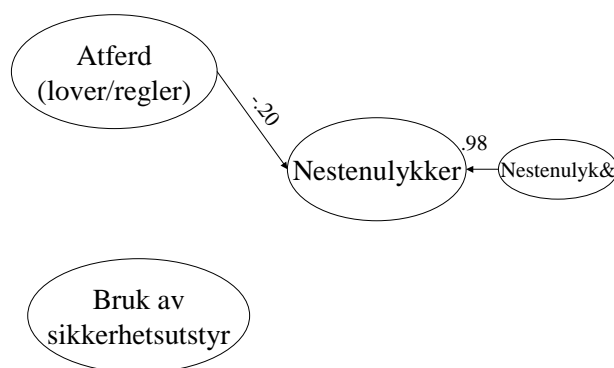 Atferd
(lover/regler)
-.20
.98
Nestenulykker
Nestenulyk&
Bruk av
sikkerhetsutstyr